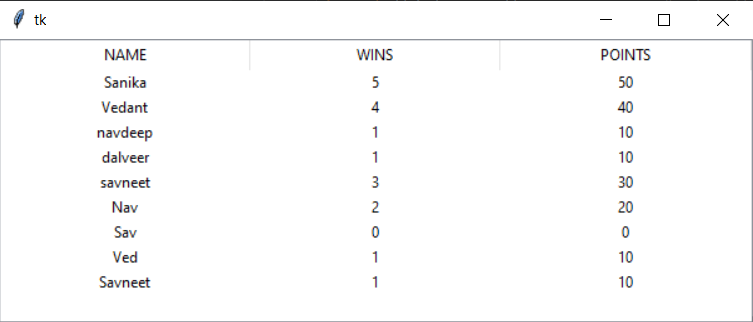 tk
NAME WINS POINTS
Sanika 5 50
Vedant 4 40
navdeep 1 10
dalveer 1 10
savneet 3 30
Nav 2 20
Sav 0 0
Ved 1 10
Savneet 1 10